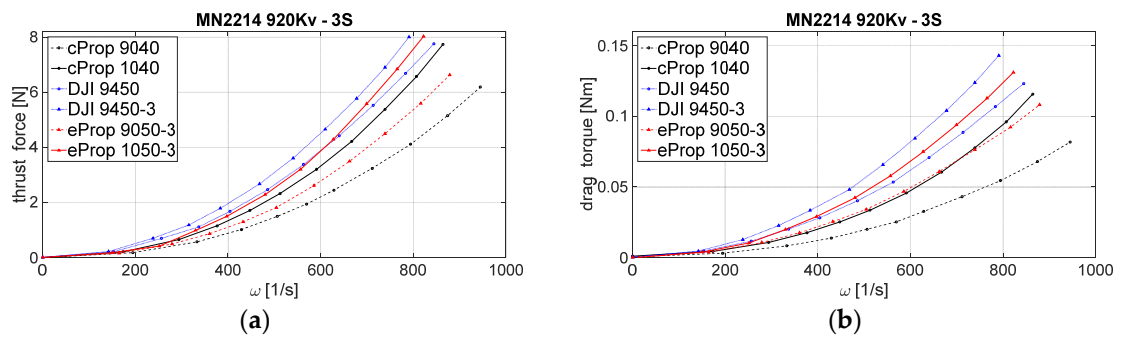 MN2214 920Kv - 3S
8
6
4
2
0
thrust force [N]
cProp 9040
cProp 1040
DJI 9450
DJI 9450-3
eProp 9050-3
eProp 1050-3
0 200 400 600 800 1000
ω [1/s]
(a)
MN2214 920Kv - 3S
0.15
0.1
0.05
0
drag torque [Nm]
cProp 9040
cProp 1040
DJI 9450
DJI 9450-3
eProp 9050-3
eProp 1050-3
0 200 400 600 800 1000
ω [1/s]
(b)